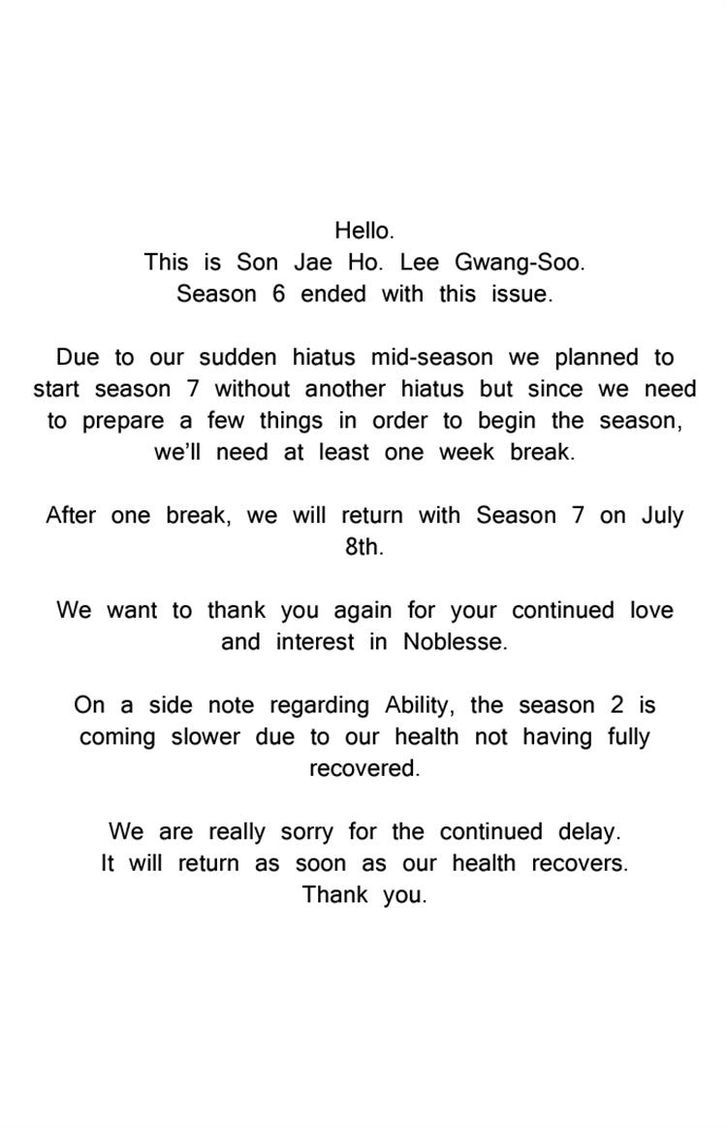 Hello.
This is Son Jae Ho. Lee Gwang-Soo.
Season 6 ended with this issue.
Due to our sudden hiatus mid-season we planned to
start season 7 without another hiatus but since we need
to prepare a few things in order to begin the season,
we'll need at least one week break.
After one break, we will return with Season 7 on July
8th.
We want to thank you again for your continued love
and interest in Noblesse.
On a side note regarding Ability, the season 2 is
coming slower due to our health not having fully
recovered.
We are really sorry for the continued delay.
It will return as soon as our health recovers.
Thank you.